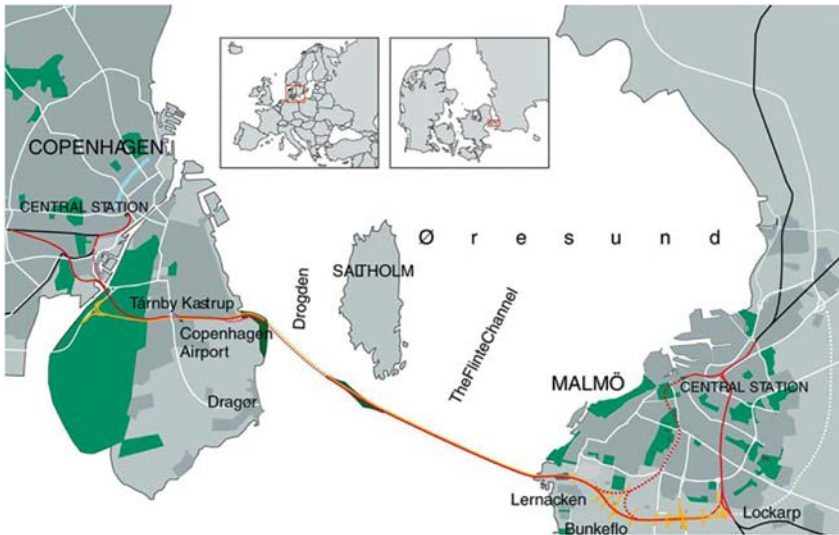 COPENHAGEN
CENTRAL STATION
Tårnby Kastrup
Copenhagen
Airport
Dragør
Drogden
SALTHOLM
Øresund
TheFlinteChannel
MALMÖ
CENTRAL STATION
Lernacken
Bunkeflo
Lockarp